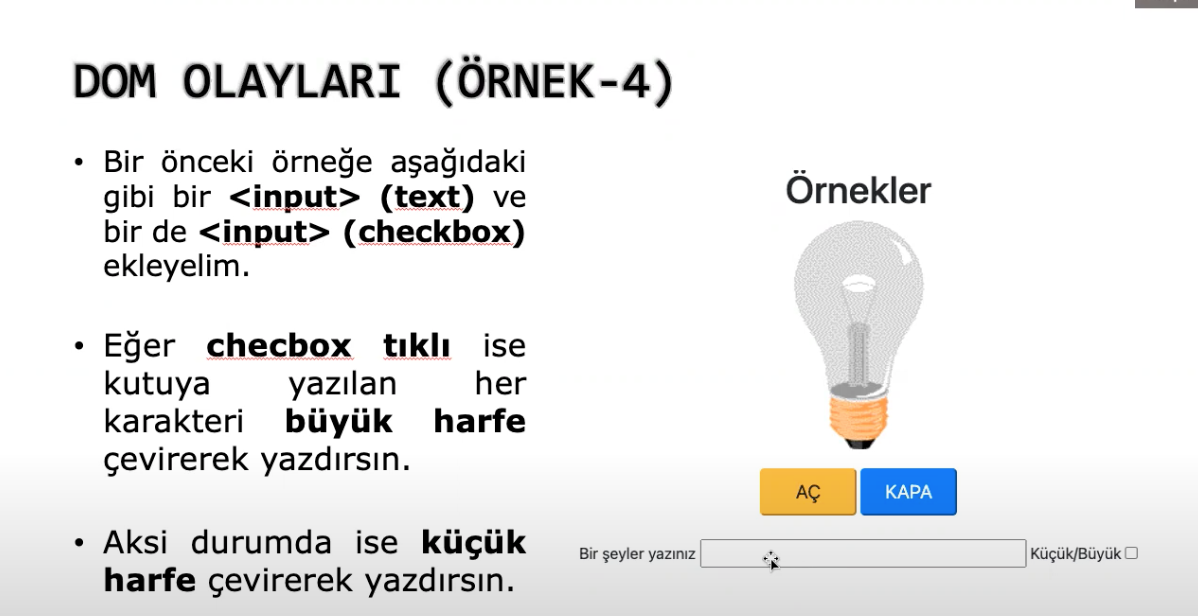 DOM OLAYLARI (ÖRNEK-4)
• Bir önceki örneğe aşağıdaki
gibi bir <input> (text) ve
bir de <input> (checkbox)
ekleyelim.
• Eğer checbox tıklı ise
kutuya yazılan her
karakteri büyük harfe
çevirerek yazdırsın.
• Aksi durumda ise küçük
harfe çevirerek yazdırsın.
Örnekler
AÇ KAPA
Bir şeyler yazınız Küçük/Büyük